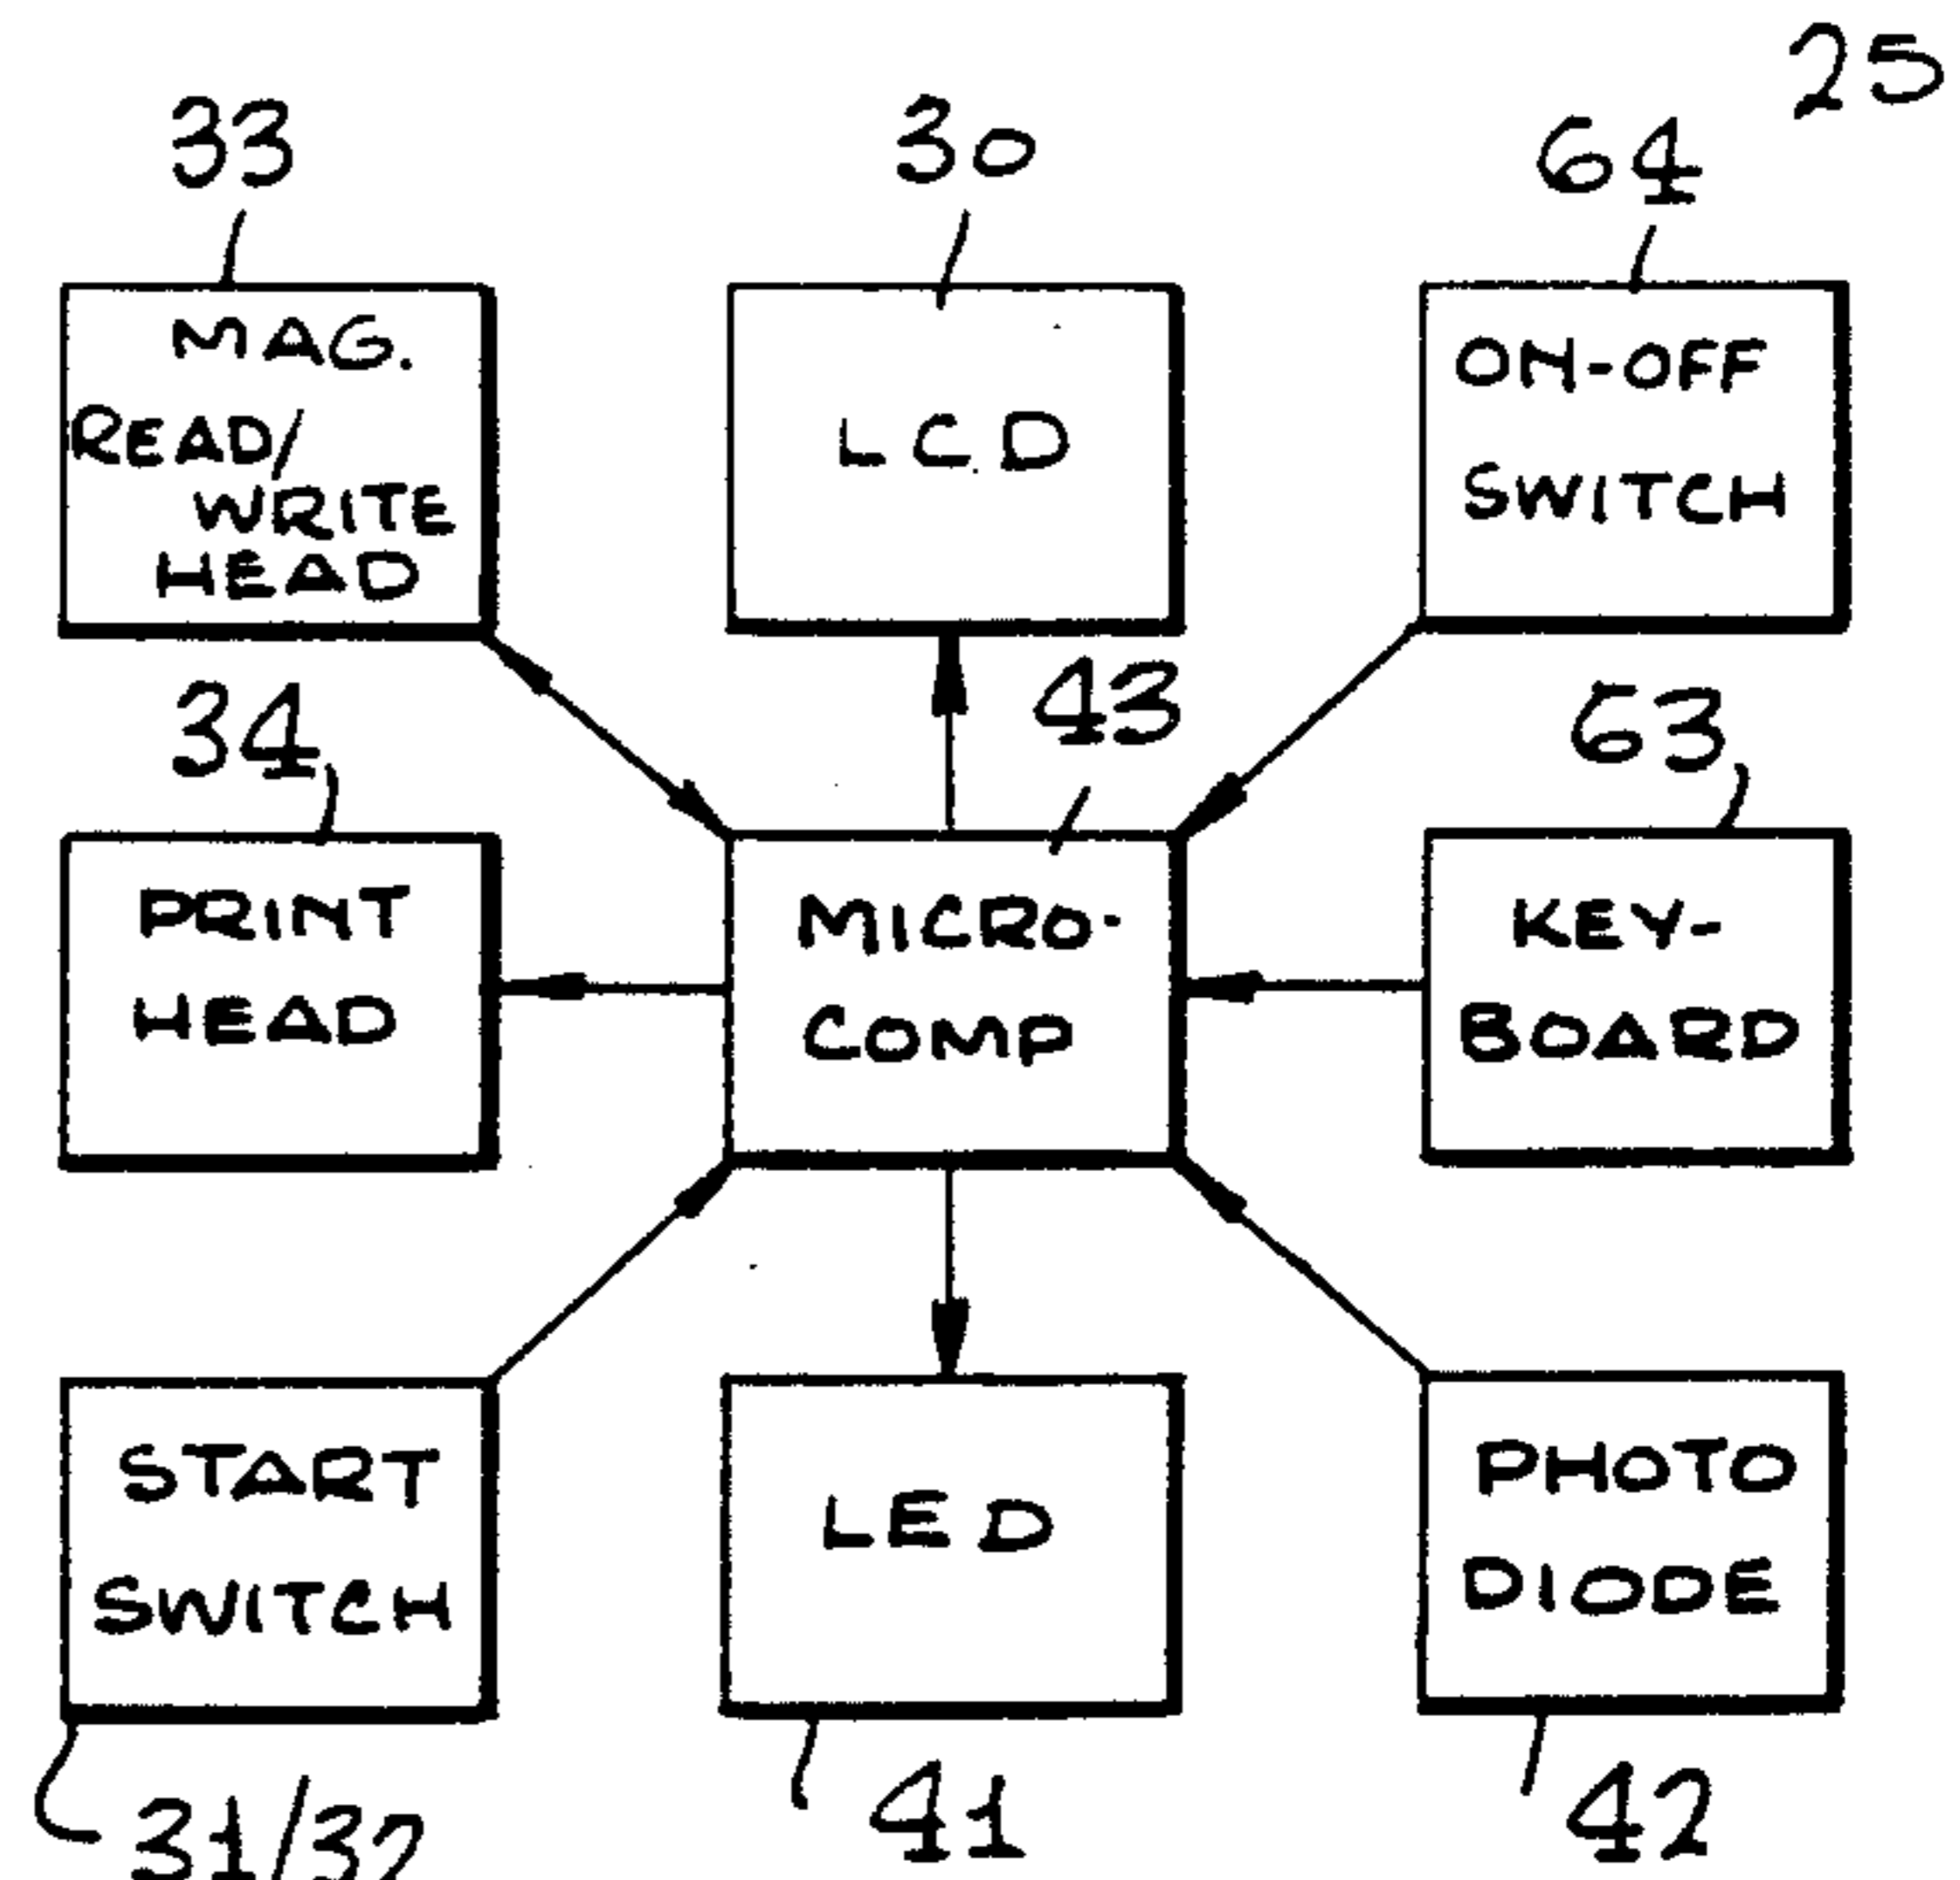 25
33
MAG.
READ/
WRITE
HEAD
30
LCD
64
ON-OFF
SWITCH
34
PRINT
HEAD
43
MICRO-
COMP
63
KEY-
BOARD
START
SWITCH
31/32
LED
41
PHOTO
DIODE
42